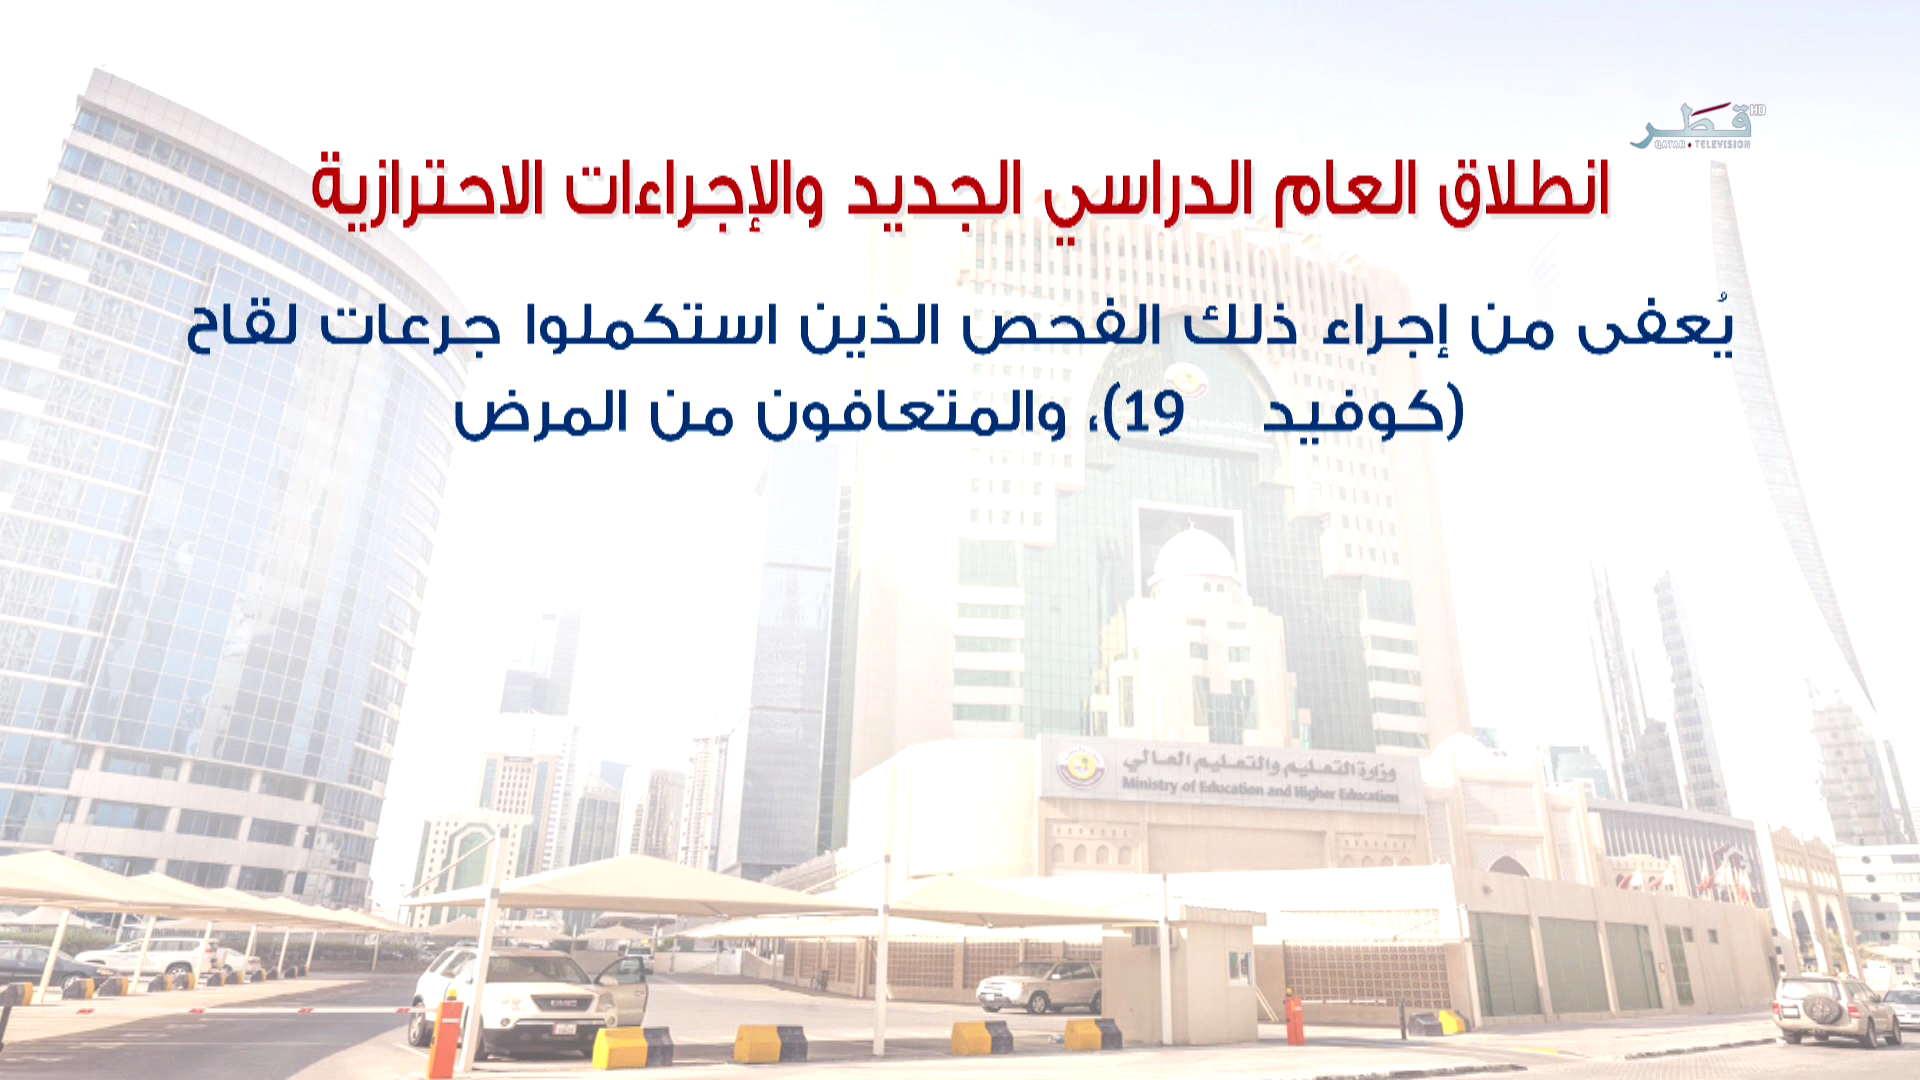 قطر HD
QATAR TELEVISION
انطلاق العام الدراسي الجديد والإجراءات الاحترازية
يُعفى من إجراء ذلك الفحص الذين استكملوا جرعات لقاح
(كوفيد 19)، والمتعافون من المرض
وزارة التعليم والتعليم العالي
Ministry of Education and Higher Education